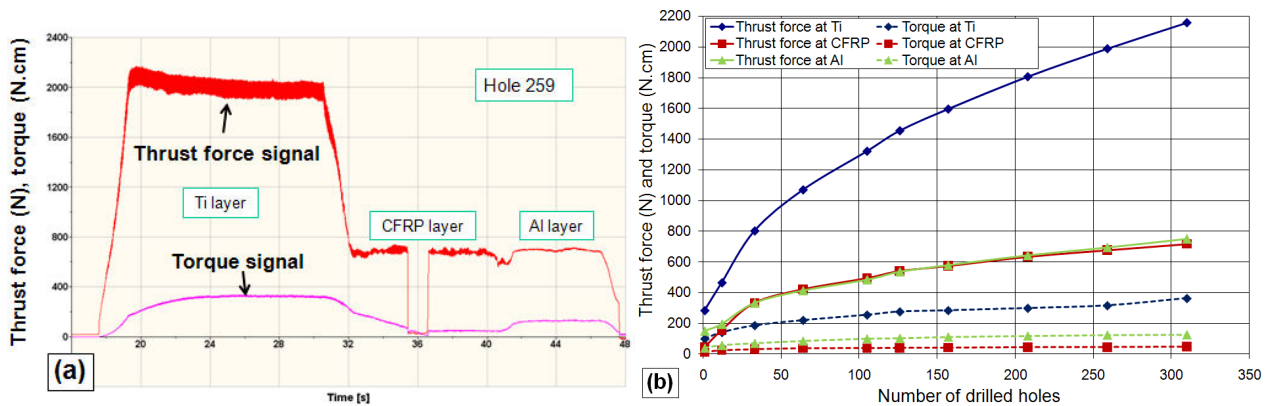 Thrust force (N), torque (N.cm)
2400
2000
1600
1200
800
400
0
Hole 259
Thrust force signal
Ti layer
CFRP layer
Al layer
Torque signal
20
24
28
32
36
40
44
48
Time [s]
(a)
Thrust force (N) and torque (N.cm)
2200
2000
1800
1600
1400
1200
1000
800
600
400
200
0
Thrust force at Ti
Torque at Ti
Thrust force at CFRP
Torque at CFRP
Thrust force at Al
Torque at Al
0
50
100
150
200
250
300
350
Number of drilled holes
(b)